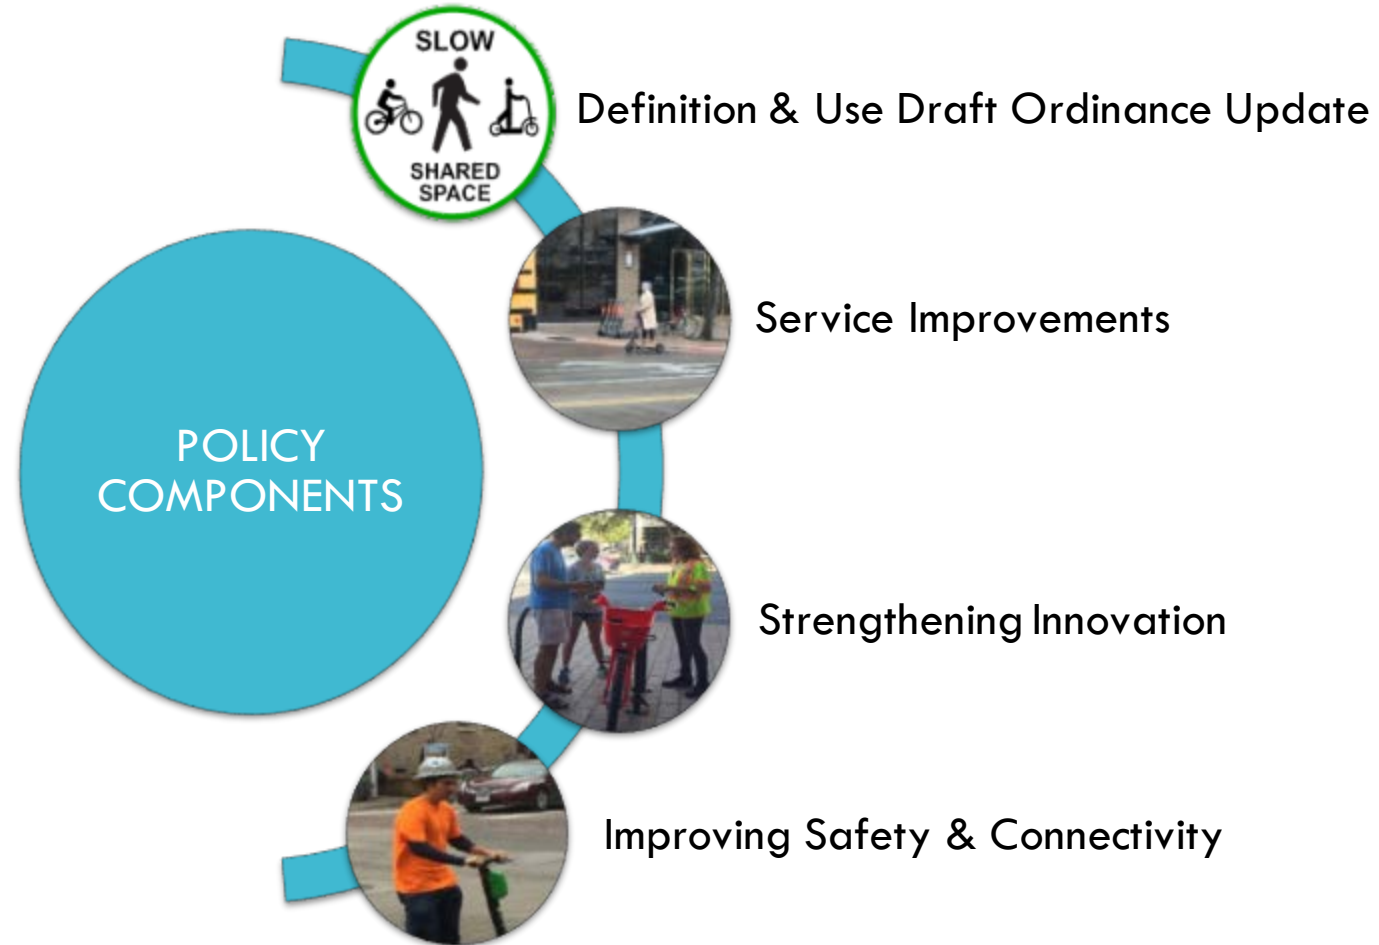 SLOW
SHARED
SPACE
Definition & Use Draft Ordinance Update
Service Improvements
POLICY
COMPONENTS
Strengthening Innovation
Improving Safety & Connectivity